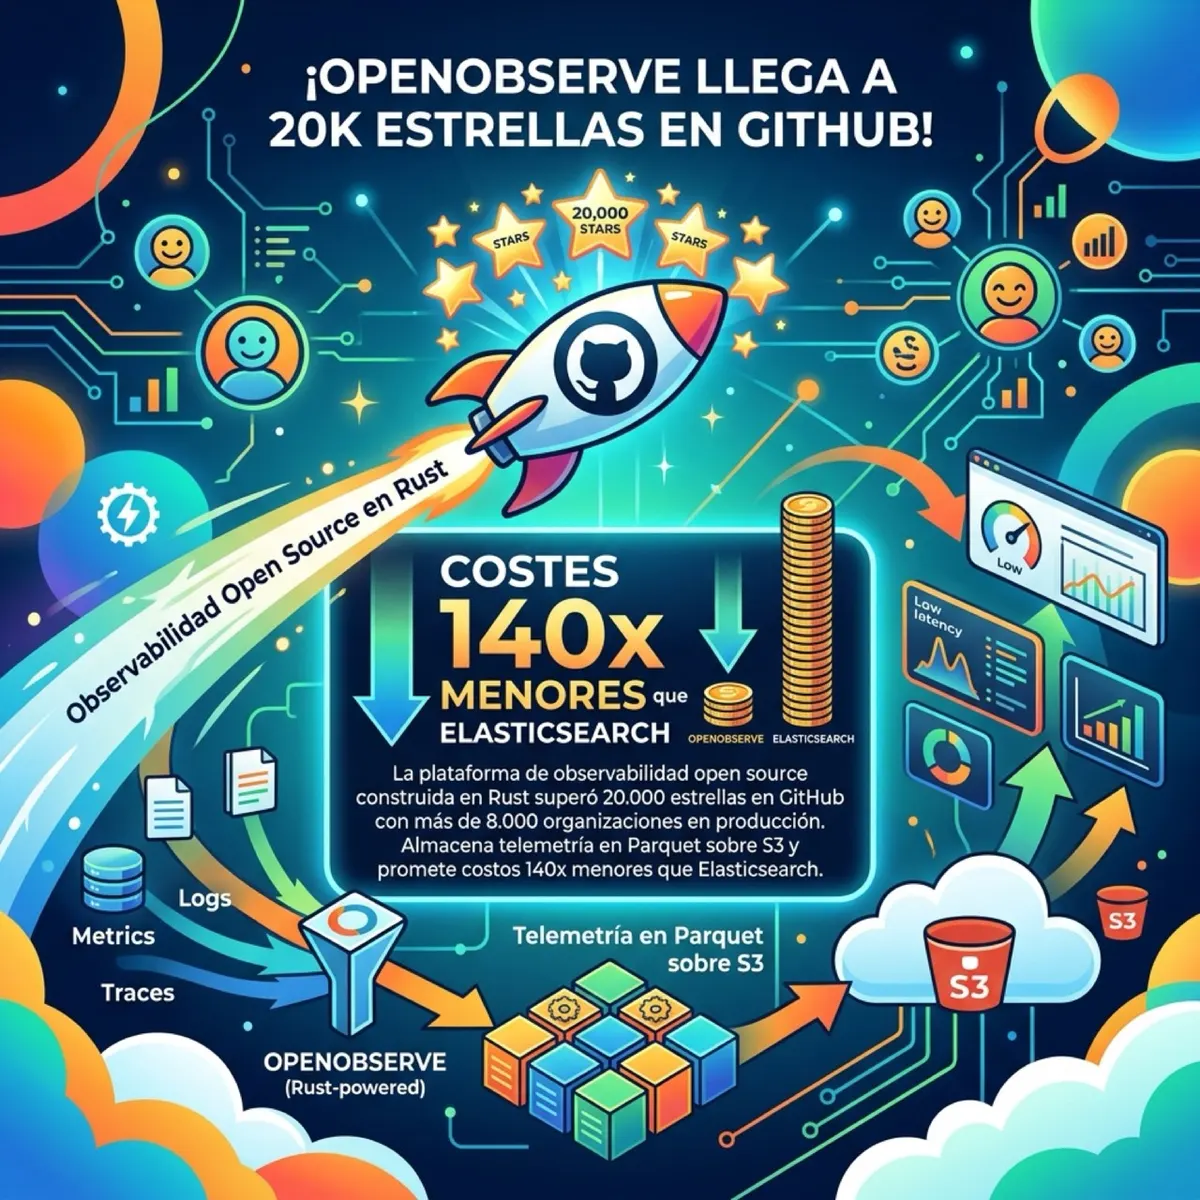 ¡OPENOBSERVE LLEGA A
20K ESTRELLAS EN GITHUB!
STARS
20,000
STARS
STARS
Observabilidad Open Source en Rust
COSTES
140x
MENORES que
ELASTICSEARCH
OPENOBSERVE
ELASTICSEARCH
La plataforma de observabilidad open source
construida en Rust superó 20.000 estrellas en GitHub
con más de 8.000 organizaciones en producción.
Almacena telemetría en Parquet sobre S3 y
promete costos 140x menores que Elasticsearch.
Low
Low
latency
Logs
Metrics
Traces
OPENOBSERVE
(Rust-powered)
Telemetría en Parquet
sobre S3
S3
S3